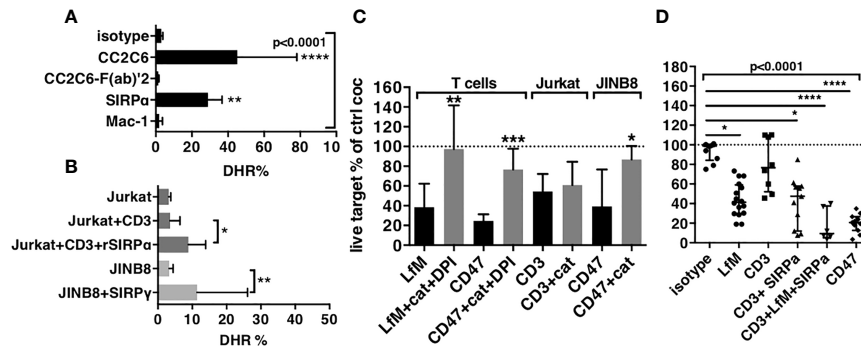 A
isotype
CC2C6
CC2C6-F(ab)'2
SIRPα
Mac-1
p<0.0001
****
**
0 20 40 60 80 100
DHR%
B
Jurkat
Jurkat+CD3
Jurkat+CD3+rSIRPα
JINB8
JINB8+SIRPγ
*
**
0 10 20 30 40 50
DHR %
C
T cells Jurkat JINB8
live target % of ctrl coc
160
140
120
100
80
60
40
20
0
** *** *
LfM
LfM+cat+DPI
CD47
CD47+cat+DPI
CD3
CD3+cat
CD47
CD47+cat
D
p<0.0001
****
****
*
*
180
160
140
120
100
80
60
40
20
0
isotype
LfM
CD3
CD3+ SIRPa
CD3+LfM+SIRPa
CD47